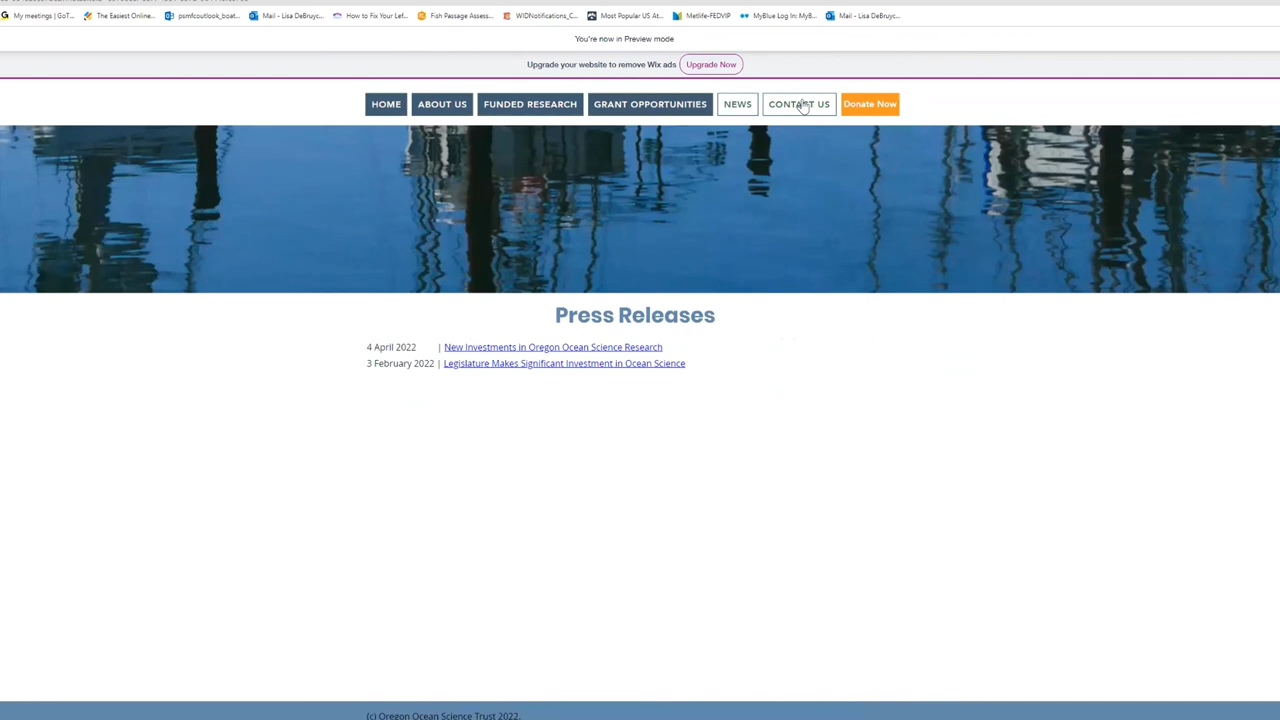 My meetings | GoT...
The Easiest Online...
psmfcoutlook_boat...
Mail - Lisa DeBruyc...
How to Fix Your Lef...
Fish Passage Assess...
WIDNotifications_C...
Most Popular US At...
Metlife-FEDVIP
MyBlue Log In: MyB...
Mail - Lisa DeBruyc...
You're now in Preview mode
Upgrade your website to remove Wix ads Upgrade Now
HOME ABOUT US FUNDED RESEARCH GRANT OPPORTUNITIES NEWS CONTACT US Donate Now
Press Releases
4 April 2022 | New Investments in Oregon Ocean Science Research
3 February 2022 | Legislature Makes Significant Investment in Ocean Science
(c) Oregon Ocean Science Trust 2022.